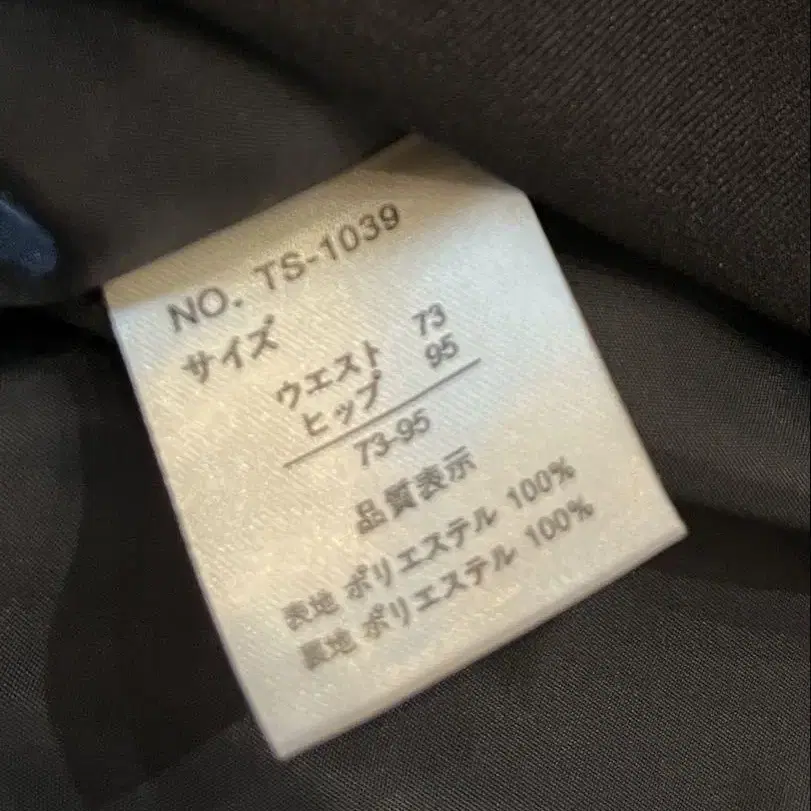 NO. TS-1039
サイズ
ウエスト 73
ヒップ 95
73-95
品質表示
表地 ポリエステル 100%
裏地 ポリエステル 100%